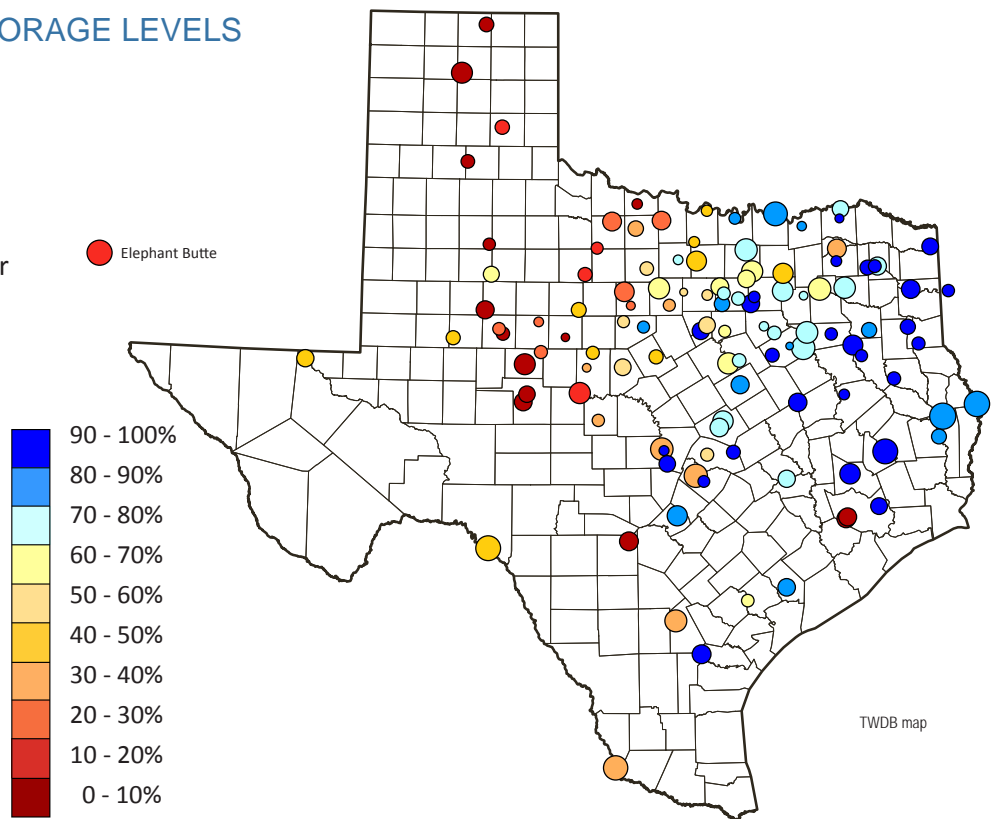 ORAGE LEVELS
r
Elephant Butte
90 - 100%
80 - 90%
70 - 80%
60 - 70%
50 - 60%
40 - 50%
30 - 40%
20 - 30%
10 - 20%
0 - 10%
TWDB map